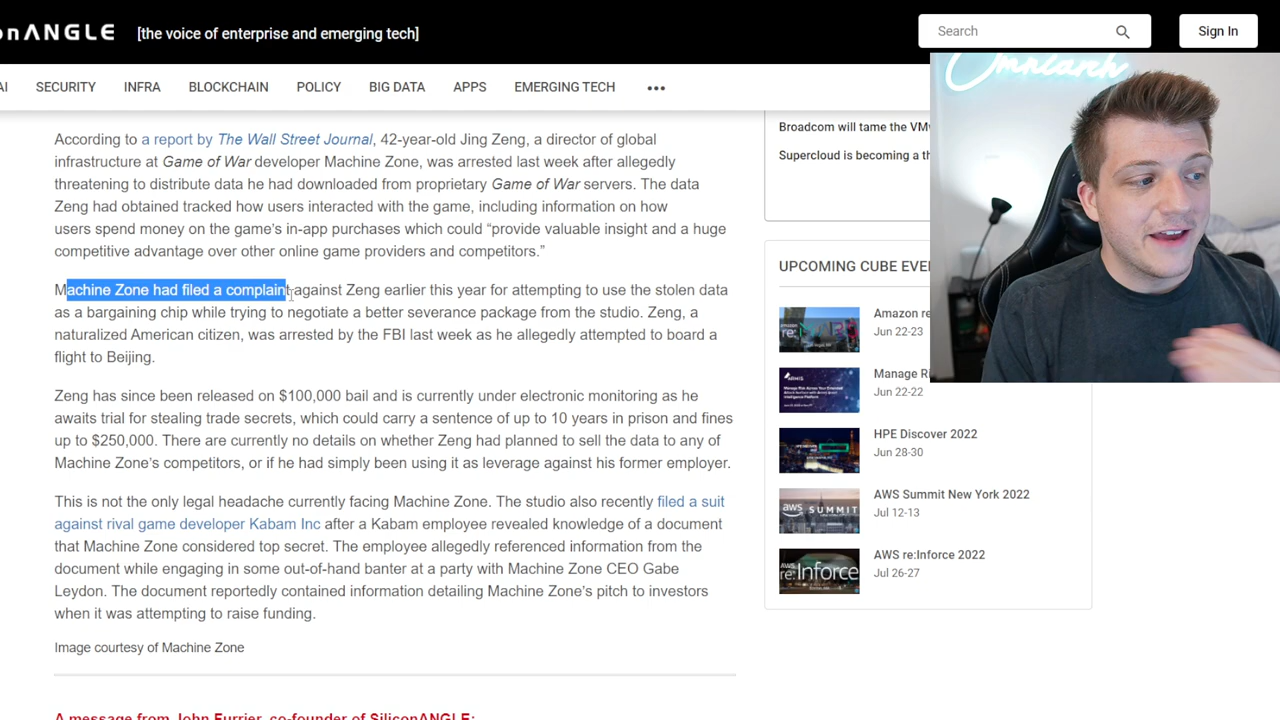 onANGLE
[the voice of enterprise and emerging tech]
Search
Sign In
AI
SECURITY
INFRA
BLOCKCHAIN
POLICY
BIG DATA
APPS
EMERGING TECH
According to a report by The Wall Street Journal, 42-year-old Jing Zeng, a director of global
infrastructure at Game of War developer Machine Zone, was arrested last week after allegedly
threatening to distribute data he had downloaded from proprietary Game of War servers. The data
Zeng had obtained tracked how users interacted with the game, including information on how
users spend money on the game's in-app purchases which could “provide valuable insight and a huge
competitive advantage over other online game providers and competitors.”
Machine Zone had filed a complaint against Zeng earlier this year for attempting to use the stolen data
as a bargaining chip while trying to negotiate a better severance package from the studio. Zeng, a
naturalized American citizen, was arrested by the FBI last week as he allegedly attempted to board a
flight to Beijing.
Zeng has since been released on $100,000 bail and is currently under electronic monitoring as he
awaits trial for stealing trade secrets, which could carry a sentence of up to 10 years in prison and fines
up to $250,000. There are currently no details on whether Zeng had planned to sell the data to any of
Machine Zone's competitors, or if he had simply been using it as leverage against his former employer.
This is not the only legal headache currently facing Machine Zone. The studio also recently filed a suit
against rival game developer Kabam Inc after a Kabam employee revealed knowledge of a document
that Machine Zone considered top secret. The employee allegedly referenced information from the
document while engaging in some out-of-hand banter at a party with Machine Zone CEO Gabe
Leydon. The document reportedly contained information detailing Machine Zone's pitch to investors
when it was attempting to raise funding.
Image courtesy of Machine Zone
A message from John Furrier, co-founder of SiliconANGLE:
Broadcom will tame the VM
Supercloud is becoming a th
UPCOMING CUBE EVE
Amazon re
Jun 22-23
Manage Ri
Jun 22-22
HPE Discover 2022
Jun 28-30
aws SUMMIT
AWS Summit New York 2022
Jul 12-13
AWS
re:Inforce
AWS re:Inforce 2022
Jul 26-27